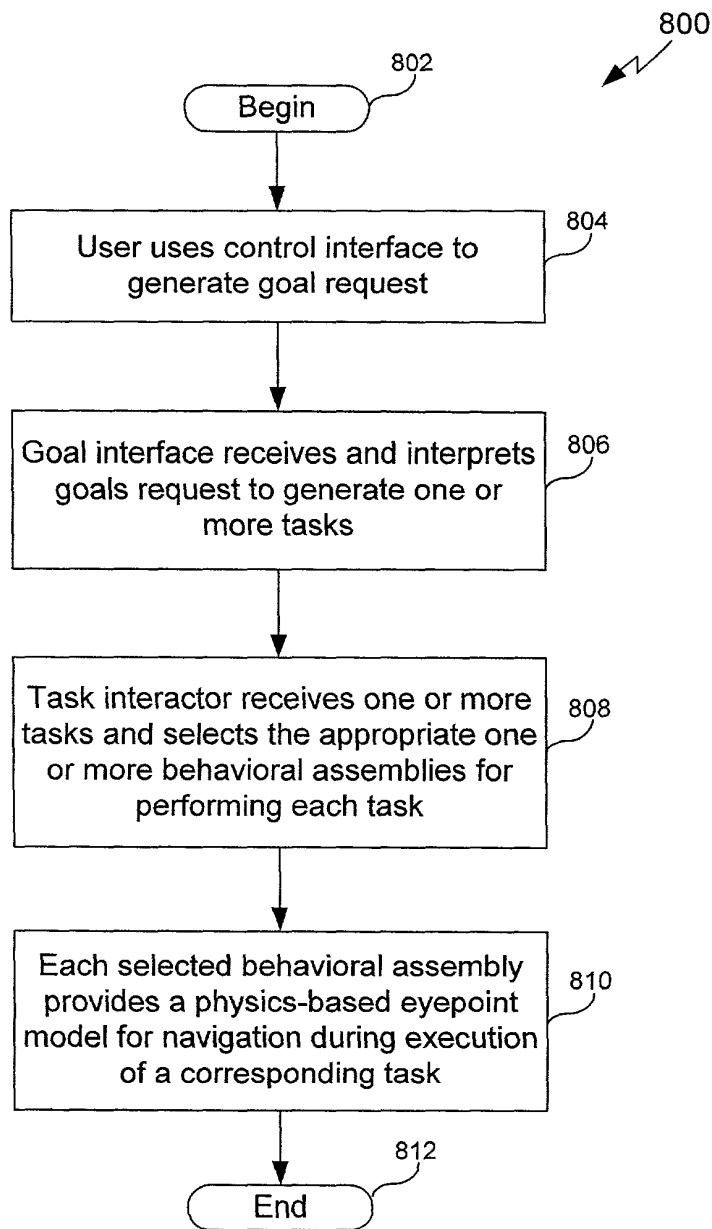 800
802
Begin
804
User uses control interface to
generate goal request
806
Goal interface receives and interprets
goals request to generate one or
more tasks
808
Task interactor receives one or more
tasks and selects the appropriate one
or more behavioral assemblies for
performing each task
810
Each selected behavioral assembly
provides a physics-based eyepoint
model for navigation during execution
of a corresponding task
812
End